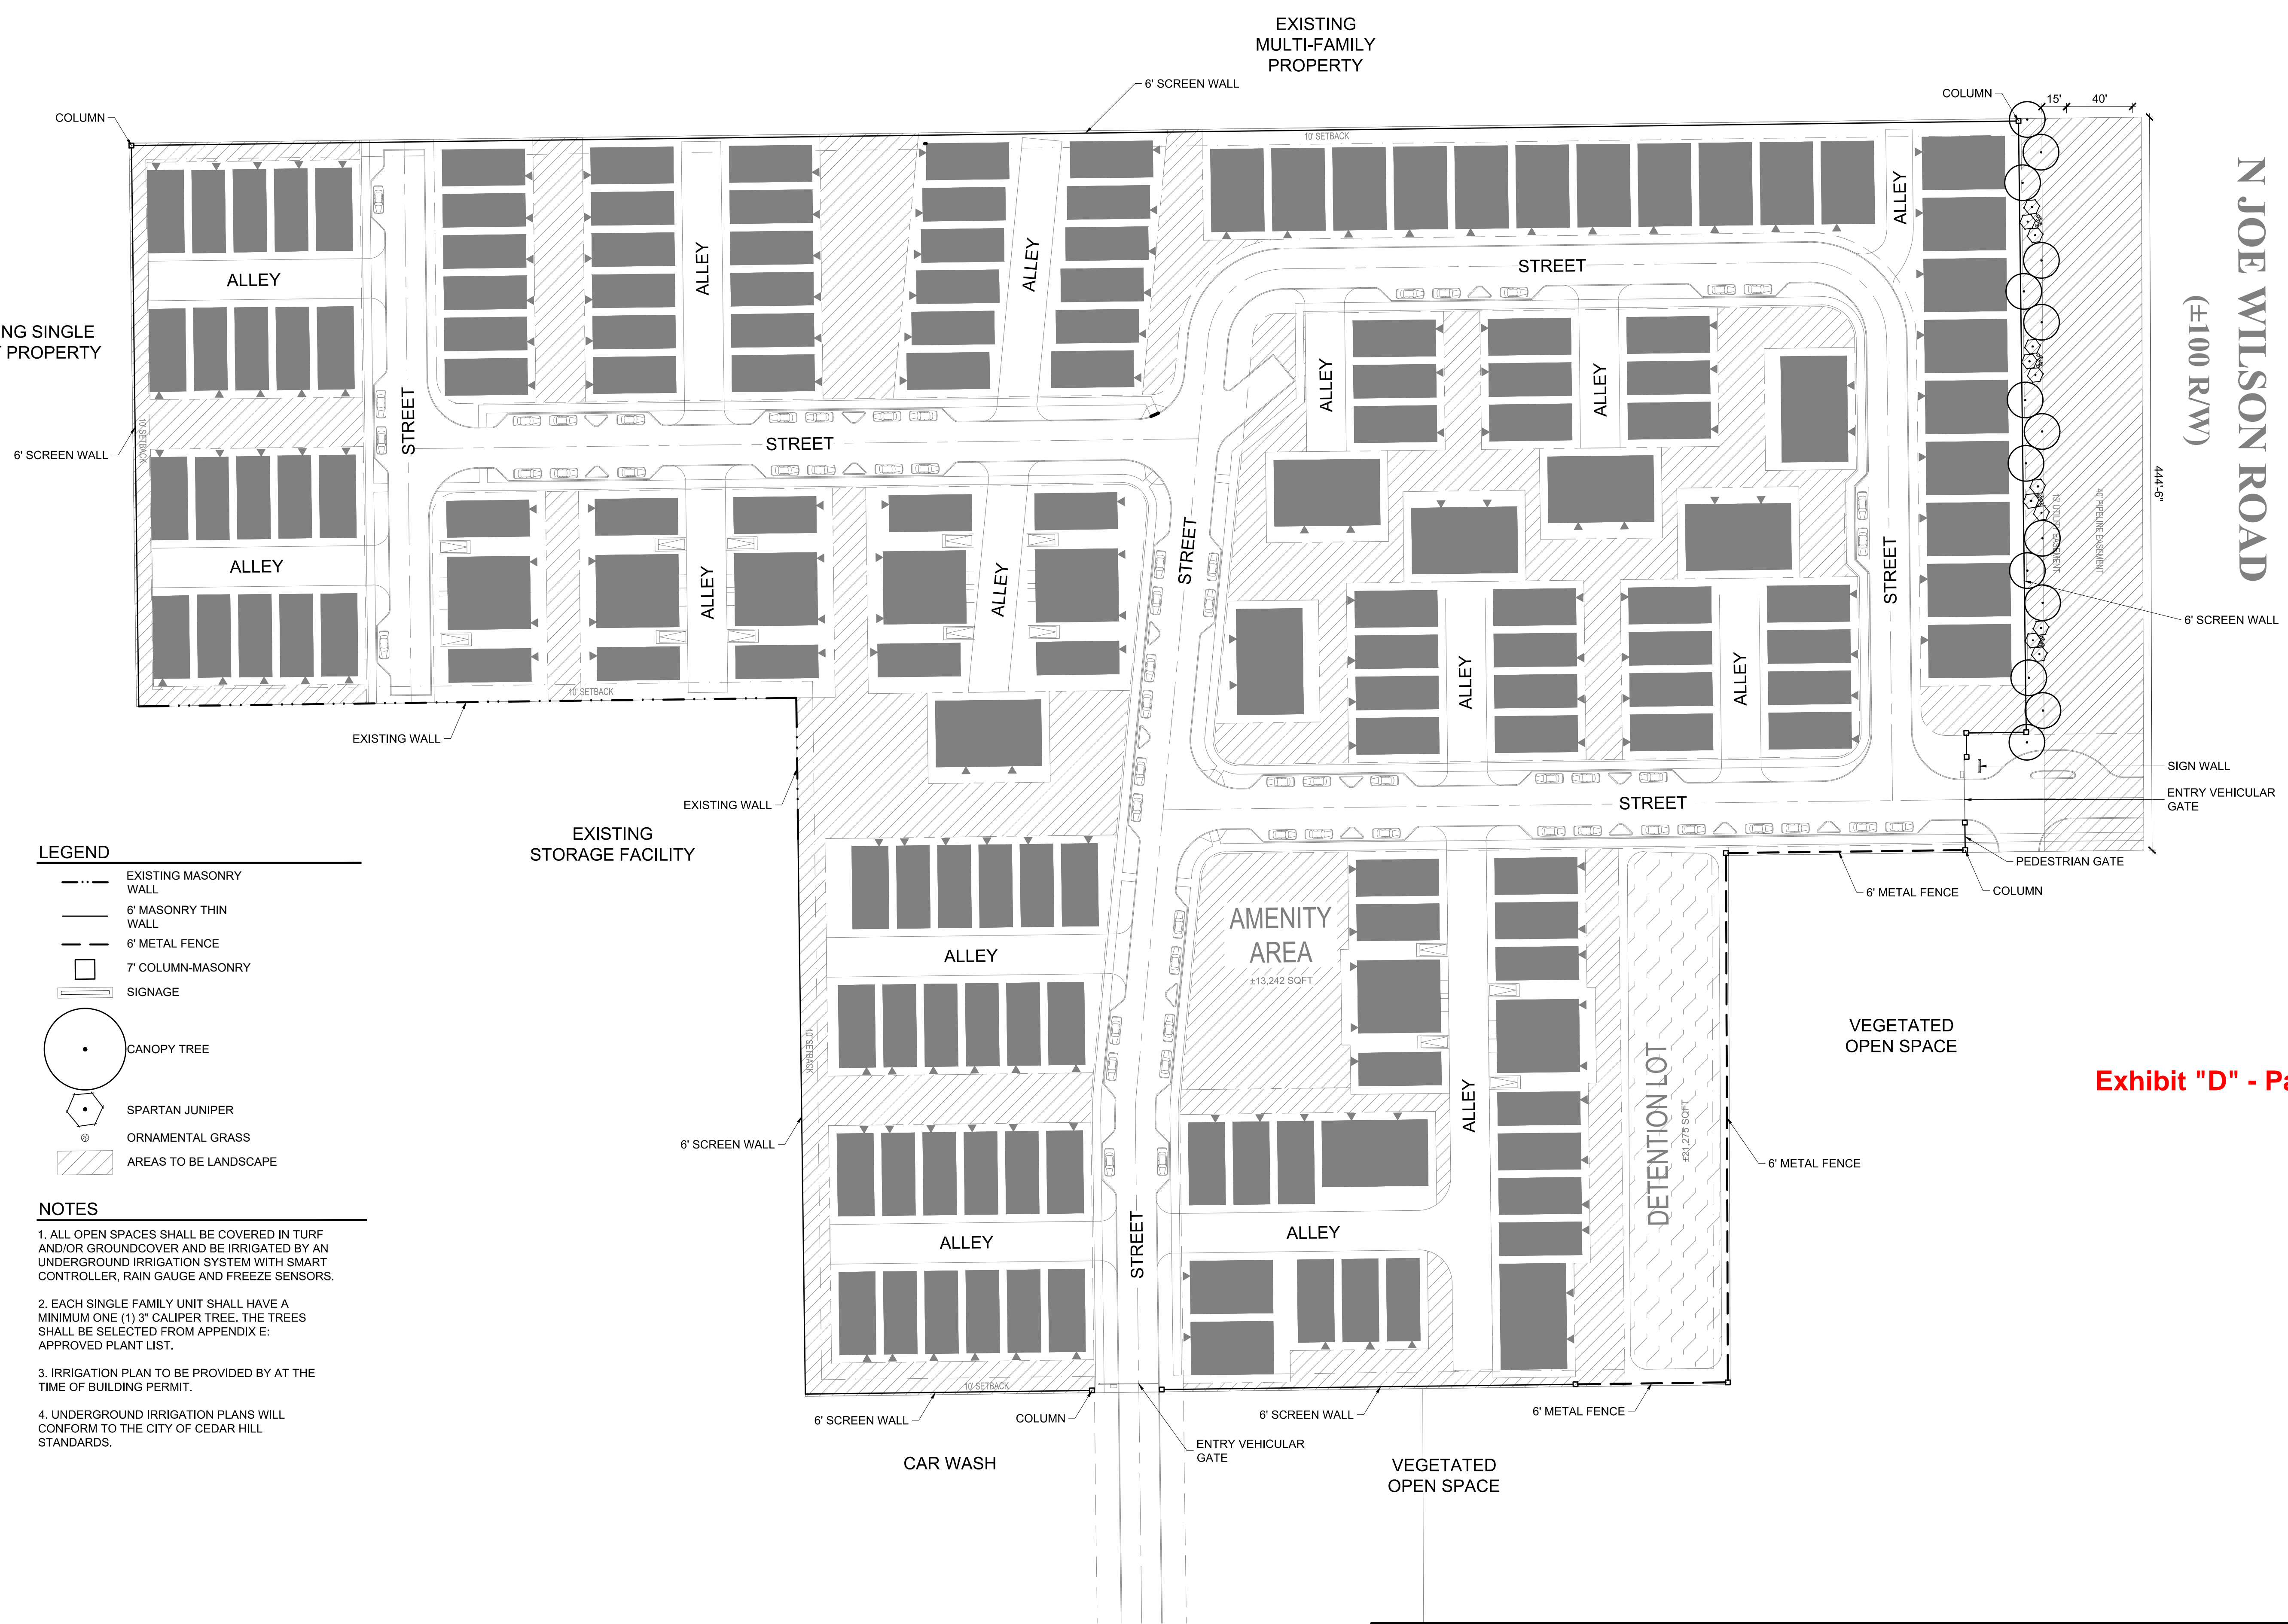 EXISTING
MULTI-FAMILY
PROPERTY
6' SCREEN WALL
COLUMN
15'
40'
COLUMN
10' SETBACK
N JOE WILSON ROAD
(±100 R/W)
ALLEY
ALLEY
ALLEY
STREET
ALLEY
NG SINGLE
PROPERTY
STREET
ALLEY
ALLEY
10' SETBACK
6' SCREEN WALL
STREET
444'-6"
15' UTILITY EASEMENT
40' PIPELINE EASEMENT
STREET
STREET
ALLEY
ALLEY
ALLEY
6' SCREEN WALL
ALLEY
ALLEY
10' SETBACK
EXISTING WALL
SIGN WALL
ENTRY VEHICULAR
GATE
STREET
EXISTING WALL
EXISTING
STORAGE FACILITY
PEDESTRIAN GATE
6' METAL FENCE
COLUMN
LEGEND
EXISTING MASONRY
WALL
6' MASONRY THIN
WALL
6' METAL FENCE
7' COLUMN-MASONRY
SIGNAGE
CANOPY TREE
SPARTAN JUNIPER
ORNAMENTAL GRASS
AREAS TO BE LANDSCAPE
AMENITY
AREA
±13,242 SQFT
ALLEY
10' SETBACK
VEGETATED
OPEN SPACE
DETENTION LOT
±21,275 SQFT
Exhibit "D" - Pa
ALLEY
6' SCREEN WALL
6' METAL FENCE
NOTES
1. ALL OPEN SPACES SHALL BE COVERED IN TURF
AND/OR GROUNDCOVER AND BE IRRIGATED BY AN
UNDERGROUND IRRIGATION SYSTEM WITH SMART
CONTROLLER, RAIN GAUGE AND FREEZE SENSORS.
2. EACH SINGLE FAMILY UNIT SHALL HAVE A
MINIMUM ONE (1) 3" CALIPER TREE. THE TREES
SHALL BE SELECTED FROM APPENDIX E:
APPROVED PLANT LIST.
3. IRRIGATION PLAN TO BE PROVIDED BY AT THE
TIME OF BUILDING PERMIT.
4. UNDERGROUND IRRIGATION PLANS WILL
CONFORM TO THE CITY OF CEDAR HILL
STANDARDS.
ALLEY
STREET
ALLEY
10' SETBACK
6' SCREEN WALL
COLUMN
6' SCREEN WALL
6' METAL FENCE
ENTRY VEHICULAR
GATE
CAR WASH
VEGETATED
OPEN SPACE